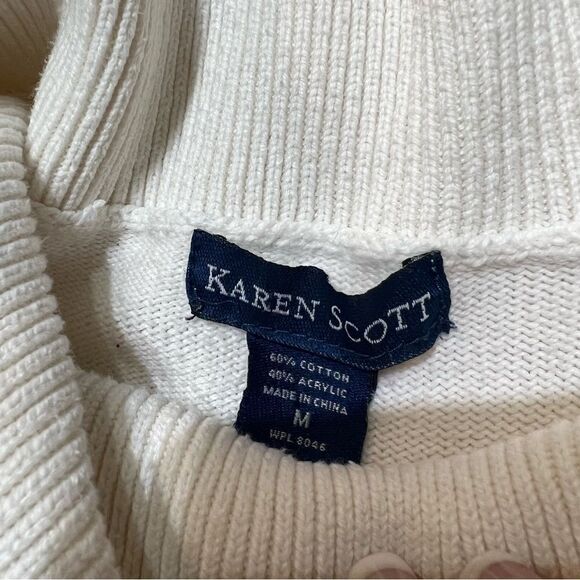 KAREN SCOTT
60% COTTON
40% ACRYLIC
MADE IN CHINA
M
WPL 8046